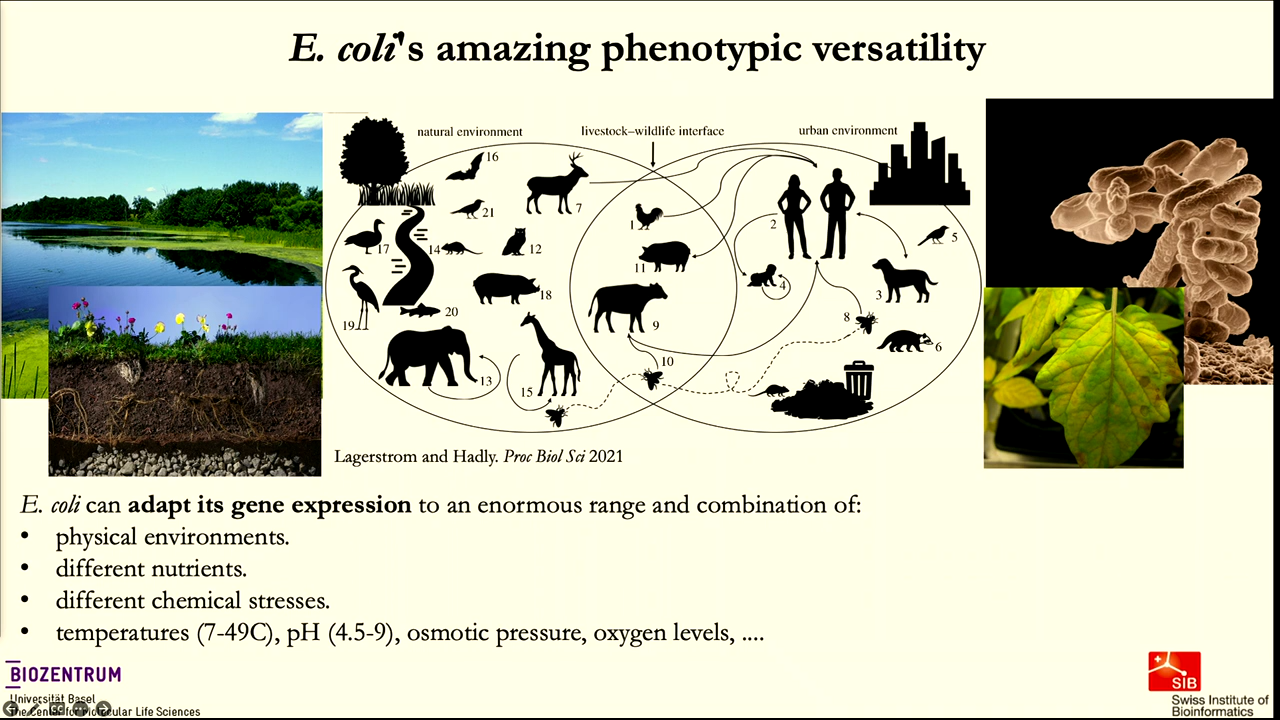 E. coli's amazing phenotypic versatility
natural environment
livestock–wildlife interface
urban environment
16
7
21
17
14
12
1
2
5
11
4
3
18
20
19
9
8
6
10
13
15
Lagerstrom and Hadly. Proc Biol Sci 2021
E. coli can adapt its gene expression to an enormous range and combination of:
• physical environments.
• different nutrients.
• different chemical stresses.
• temperatures (7-49C), pH (4.5-9), osmotic pressure, oxygen levels, ....
BIOZENTRUM
Universität Basel
The Center for Molecular Life Sciences
SIB
Swiss Institute of
Bioinformatics